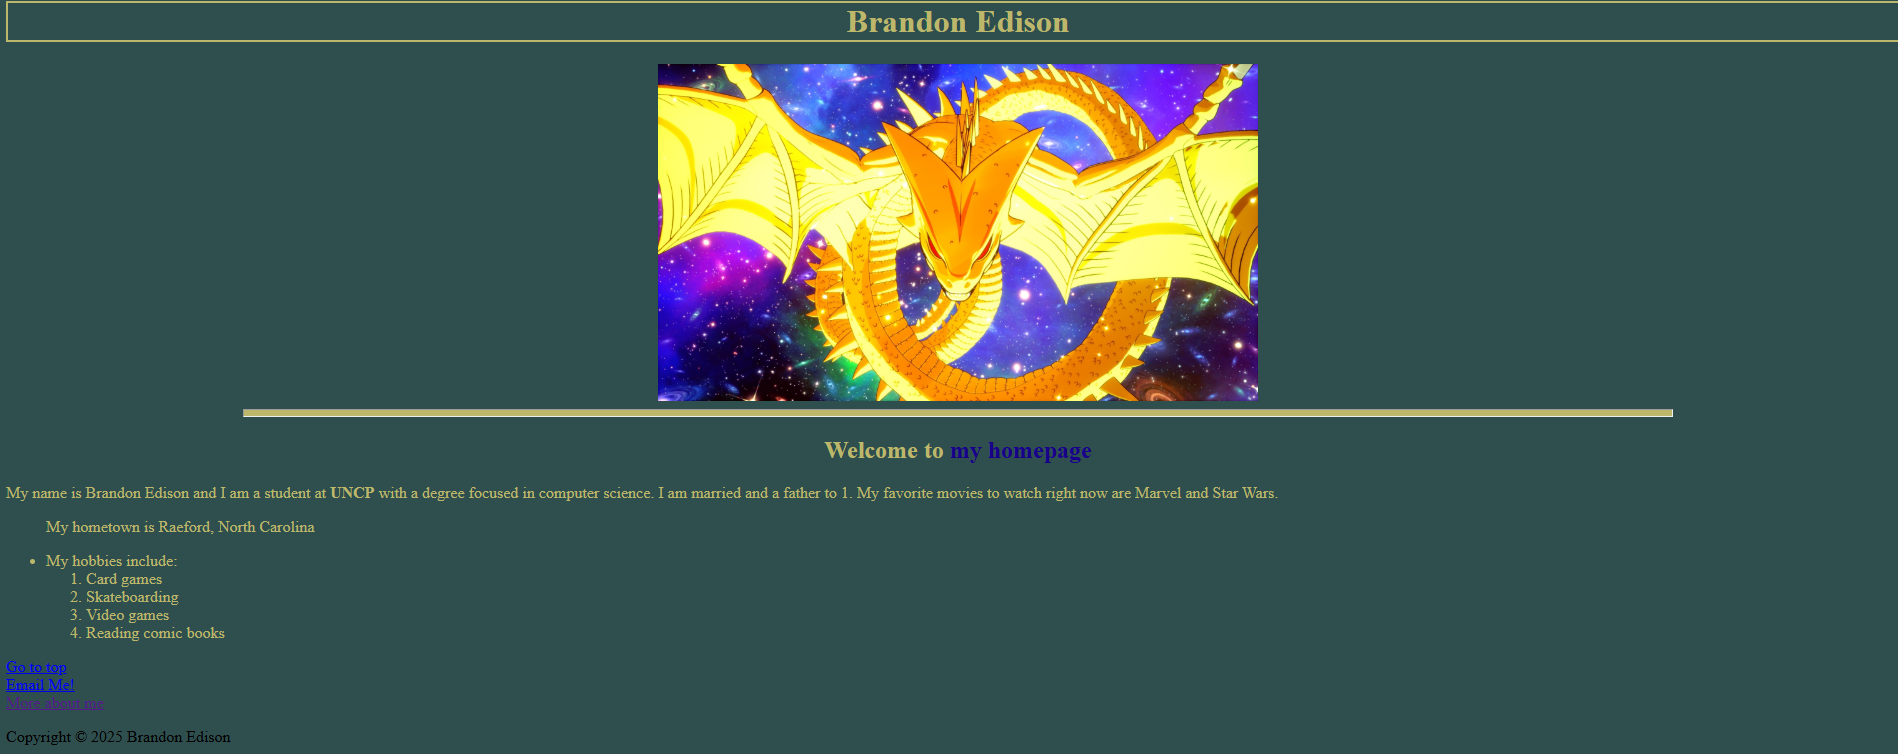 Brandon Edison
Welcome to my homepage
My name is Brandon Edison and I am a student at UNCP with a degree focused in computer science. I am married and a father to 1. My favorite movies to watch right now are Marvel and Star Wars.
My hometown is Raeford, North Carolina
• My hobbies include:
1. Card games
2. Skateboarding
3. Video games
4. Reading comic books
Go to top
Email Me!
More about me
Copyright © 2025 Brandon Edison